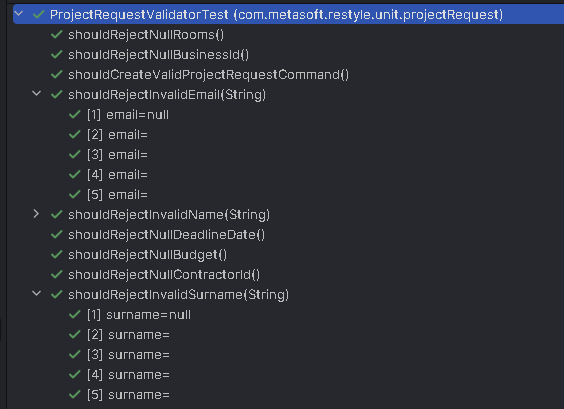 ProjectRequestValidatorTest (com.metasoft.restyle.unit.projectRequest)
shouldRejectNullRooms()
shouldRejectNullBusinessId()
shouldCreateValidProjectRequestCommand()
shouldRejectInvalidEmail(String)
[1] email=null
[2] email=
[3] email=
[4] email=
[5] email=
shouldRejectInvalidName(String)
shouldRejectNullDeadlineDate()
shouldRejectNullBudget()
shouldRejectNullContractorId()
shouldRejectInvalidSurname(String)
[1] surname=null
[2] surname=
[3] surname=
[4] surname=
[5] surname=